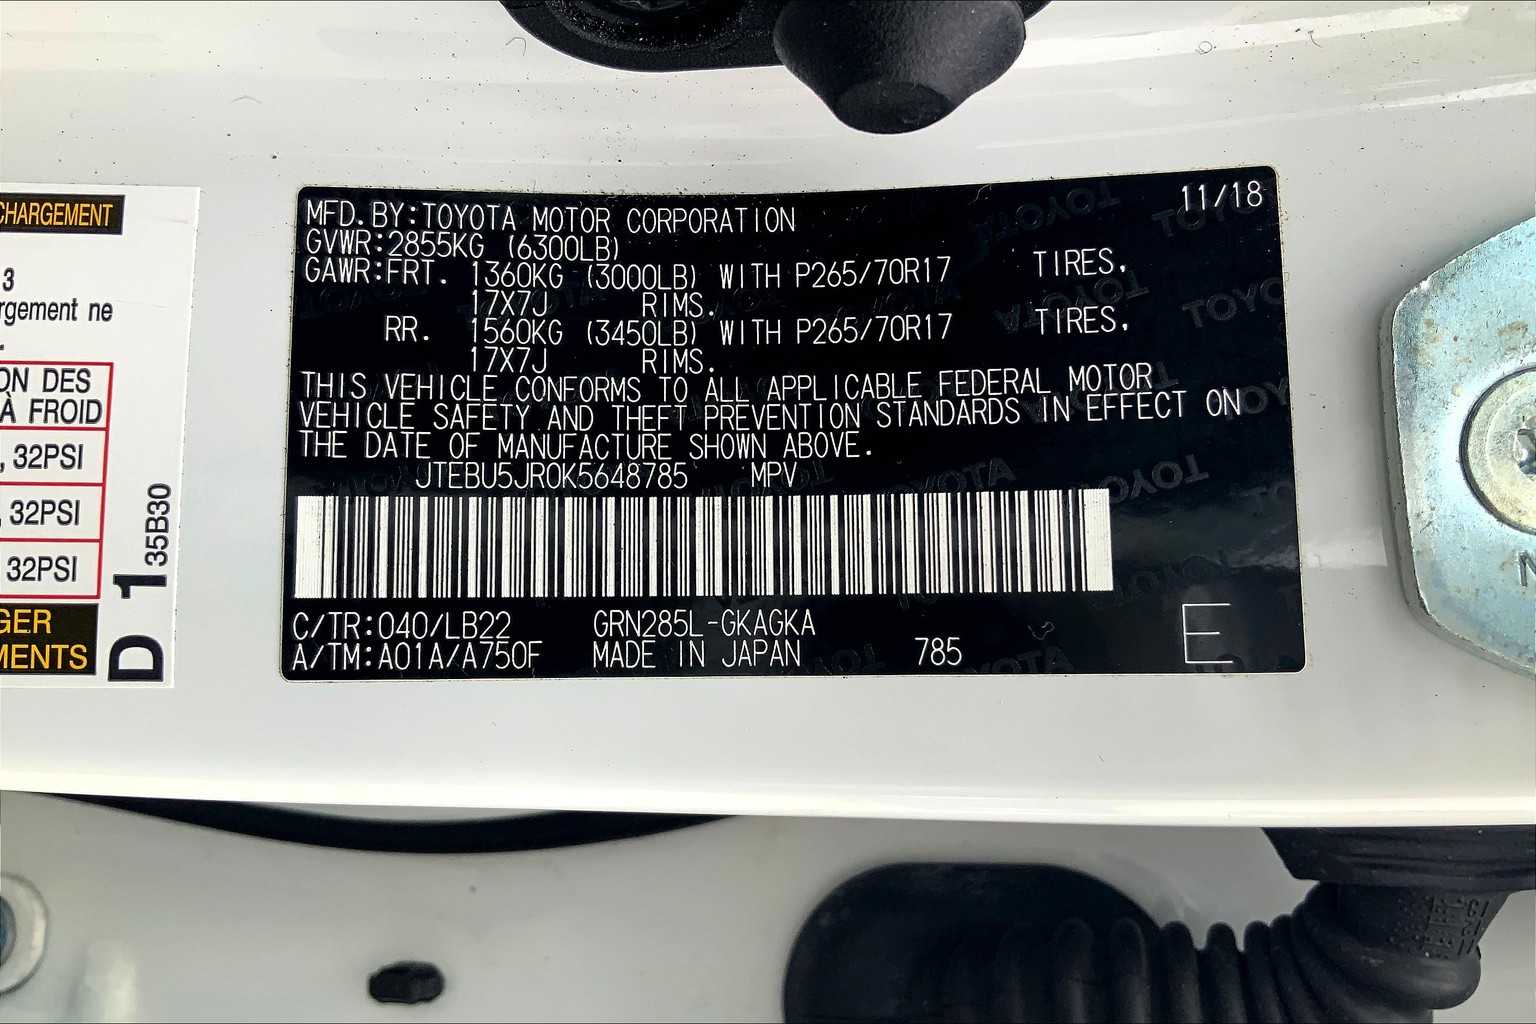 CHARGEMENT
3
rgement ne
ON DES
À FROID
, 32PSI
, 32PSI
32PSI
GER
MENTS
D 1 35B30
11/18
MFD.BY:TOYOTA MOTOR CORPORATION
GVWR:2855KG (6300LB)
GAWR:FRT. 1360KG (3000LB) WITH P265/70R17 TIRES,
17X7J RIMS.
RR. 1560KG (3450LB) WITH P265/70R17 TIRES,
17X7J RIMS.
THIS VEHICLE CONFORMS TO ALL APPLICABLE FEDERAL MOTOR
VEHICLE SAFETY AND THEFT PREVENTION STANDARDS IN EFFECT ON
THE DATE OF MANUFACTURE SHOWN ABOVE.
JTEBU5JR0K5648785 MPV
C/TR:040/LB22 GRN285L-GKAGKA
A/TM:A01A/A750F MADE IN JAPAN 785 E